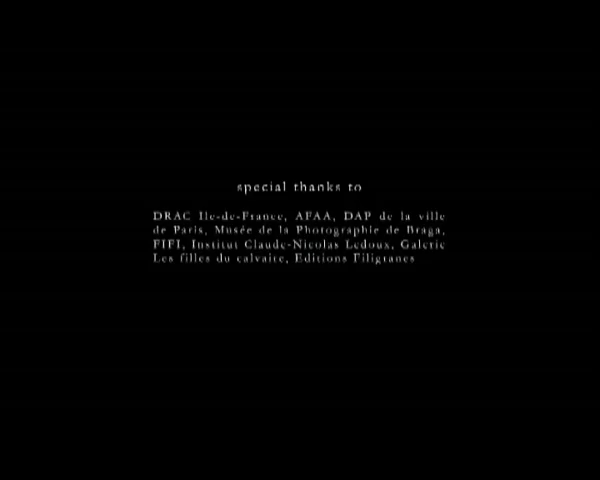 special thanks to
DRAC Ile-de-France, AFAA, DAP de la ville
de Paris, Musée de la Photographie de Braga,
FIFI, Institut Claude-Nicolas Ledoux, Galerie
Les filles du calvaire, Editions Filigranes